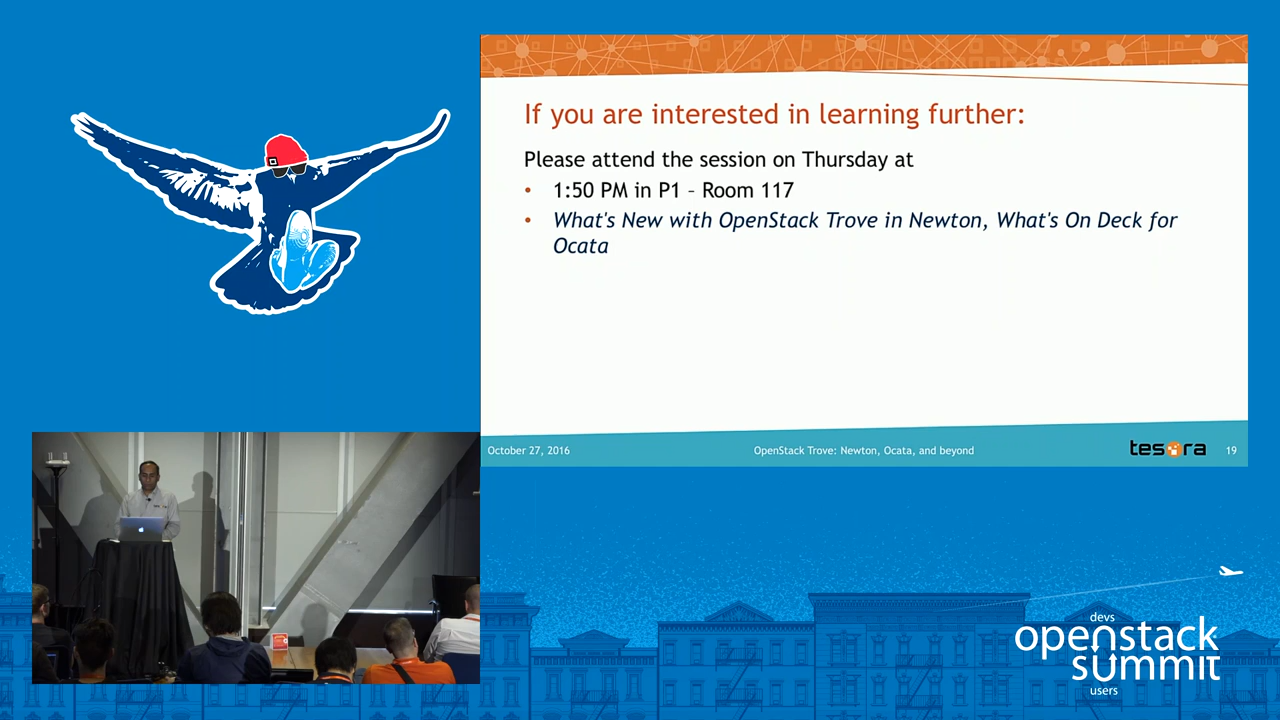 If you are interested in learning further:
Please attend the session on Thursday at
• 1:50 PM in P1 – Room 117
• What's New with OpenStack Trove in Newton, What's On Deck for
Ocata
October 27, 2016
OpenStack Trove: Newton, Ocata, and beyond
tesora
19
devs
openstack
summit
users